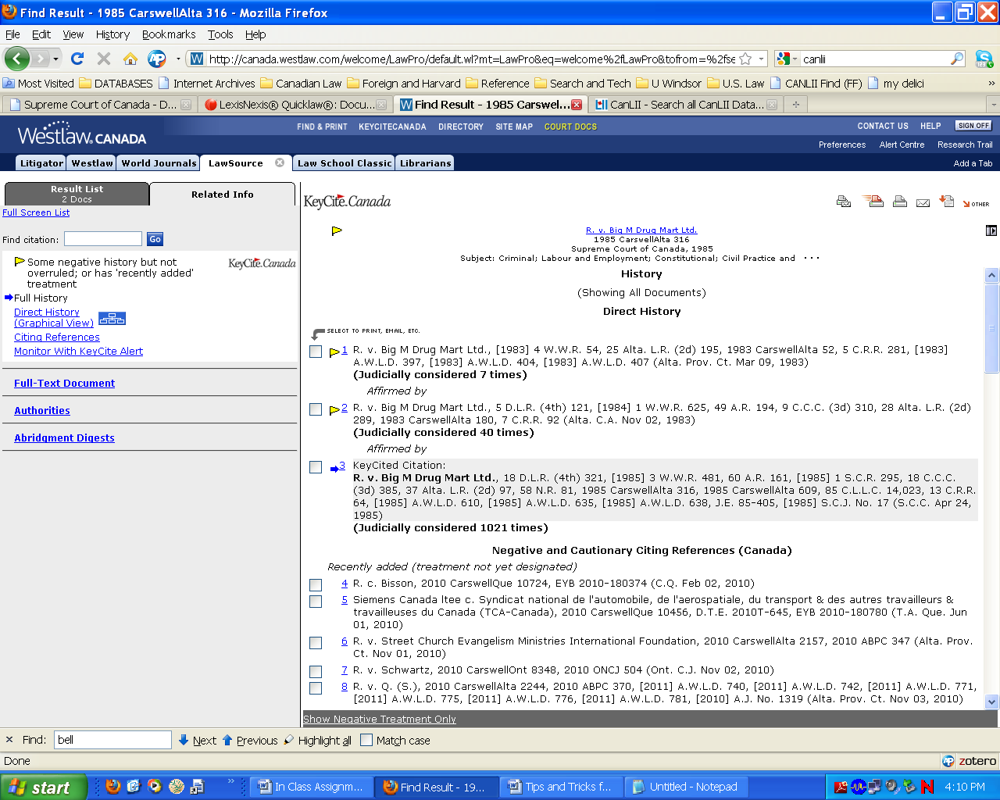 Find Result - 1985 CarswellAlta 316 - Mozilla Firefox
File Edit View History Bookmarks Tools Help
http://canada.westlaw.com/welcome/LawPro/default.wl?mt=LawPro&eq=welcome%2fLawPro&tofrom=%2fse
canlii
Most Visited DATABASES Internet Archives Canadian Law Foreign and Harvard Reference Search and Tech U Windsor U.S. Law CANLII Find (FF) my delici »
Supreme Court of Canada - D... LexisNexis® Quicklaw®: Docu... Find Result - 1985 Carswel... CanLII - Search all CanLII Data...
Westlaw. CANADA
FIND & PRINT KEYCITECANADA DIRECTORY SITE MAP COURT DOCS
CONTACT US HELP SIGN OFF
Preferences Alert Centre Research Trail
Litigator Westlaw World Journals LawSource Law School Classic Librarians
Add a Tab
Result List
2 Docs
Related Info
Full Screen List
Find citation: Go
Some negative history but not
overruled; or has 'recently added'
treatment
KeyCite.Canada
Full History
Direct History
(Graphical View)
Citing References
Monitor With KeyCite Alert
Full-Text Document
Authorities
Abridgment Digests
KeyCite.Canada
OTHER
R. v. Big M Drug Mart Ltd.
1985 CarswellAlta 316
Supreme Court of Canada, 1985
Subject: Criminal; Labour and Employment; Constitutional; Civil Practice and ...
History
(Showing All Documents)
Direct History
SELECT TO PRINT, EMAIL, ETC.
1 R. v. Big M Drug Mart Ltd., [1983] 4 W.W.R. 54, 25 Alta. L.R. (2d) 195, 1983 CarswellAlta 52, 5 C.R.R. 281, [1983]
A.W.L.D. 397, [1983] A.W.L.D. 404, [1983] A.W.L.D. 407 (Alta. Prov. Ct. Mar 09, 1983)
(Judicially considered 7 times)
Affirmed by
2 R. v. Big M Drug Mart Ltd., 5 D.L.R. (4th) 121, [1984] 1 W.W.R. 625, 49 A.R. 194, 9 C.C.C. (3d) 310, 28 Alta. L.R. (2d)
289, 1983 CarswellAlta 180, 7 C.R.R. 92 (Alta. C.A. Nov 02, 1983)
(Judicially considered 40 times)
Affirmed by
3 KeyCited Citation:
R. v. Big M Drug Mart Ltd., 18 D.L.R. (4th) 321, [1985] 3 W.W.R. 481, 60 A.R. 161, [1985] 1 S.C.R. 295, 18 C.C.C.
(3d) 385, 37 Alta. L.R. (2d) 97, 58 N.R. 81, 1985 CarswellAlta 316, 1985 CarswellAlta 609, 85 C.L.L.C. 14,023, 13 C.R.R.
64, [1985] A.W.L.D. 610, [1985] A.W.L.D. 635, [1985] A.W.L.D. 638, J.E. 85-405, [1985] S.C.J. No. 17 (S.C.C. Apr 24,
1985)
(Judicially considered 1021 times)
Negative and Cautionary Citing References (Canada)
Recently added (treatment not yet designated)
4 R. c. Bisson, 2010 CarswellQue 10724, EYB 2010-180374 (C.Q. Feb 02, 2010)
5 Siemens Canada ltee c. Syndicat national de l'automobile, de l'aerospatiale, du transport & des autres travailleurs &
travailleuses du Canada (TCA-Canada), 2010 CarswellQue 10456, D.T.E. 2010T-645, EYB 2010-180780 (T.A. Que. Jun
01, 2010)
6 R. v. Street Church Evangelism Ministries International Foundation, 2010 CarswellAlta 2157, 2010 ABPC 347 (Alta. Prov.
Ct. Nov 01, 2010)
7 R. v. Schwartz, 2010 CarswellOnt 8348, 2010 ONCJ 504 (Ont. C.J. Nov 02, 2010)
8 R. v. Q. (S.), 2010 CarswellAlta 2244, 2010 ABPC 370, [2011] A.W.L.D. 740, [2011] A.W.L.D. 742, [2011] A.W.L.D. 771,
[2011] A.W.L.D. 775, [2011] A.W.L.D. 776, [2011] A.W.L.D. 781, [2010] A.J. No. 1319 (Alta. Prov. Ct. Nov 03, 2010)
Show Negative Treatment Only
Find: bell Next Previous Highlight all Match case
Done
zotero
start In Class Assignm... Find Result - 19... Tips and Tricks f... Untitled - Notepad 4:10 PM